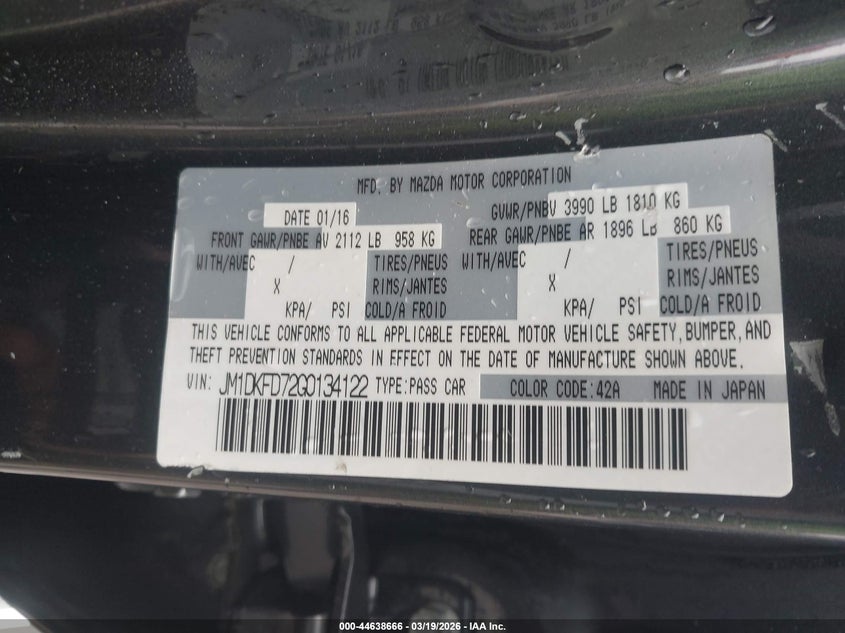 MFD. BY MAZDA MOTOR CORPORATION
DATE 01/16 GVWR/PNBV 3990 LB 1810 KG
FRONT GAWR/PNBE AV 2112 LB 958 KG REAR GAWR/PNBE AR 1896 LB 860 KG
WITH/AVEC / TIRES/PNEUS WITH/AVEC / TIRES/PNEUS
X RIMS/JANTES X RIMS/JANTES
KPA/ PSI COLD/A FROID KPA/ PSI COLD/A FROID
THIS VEHICLE CONFORMS TO ALL APPLICABLE FEDERAL MOTOR VEHICLE SAFETY, BUMPER, AND
THEFT PREVENTION STANDARDS IN EFFECT ON THE DATE OF MANUFACTURE SHOWN ABOVE.
VIN: JM1DKFD72G0134122 TYPE: PASS CAR COLOR CODE: 42A MADE IN JAPAN
000-44638666 - 03/19/2026 - IAA Inc.